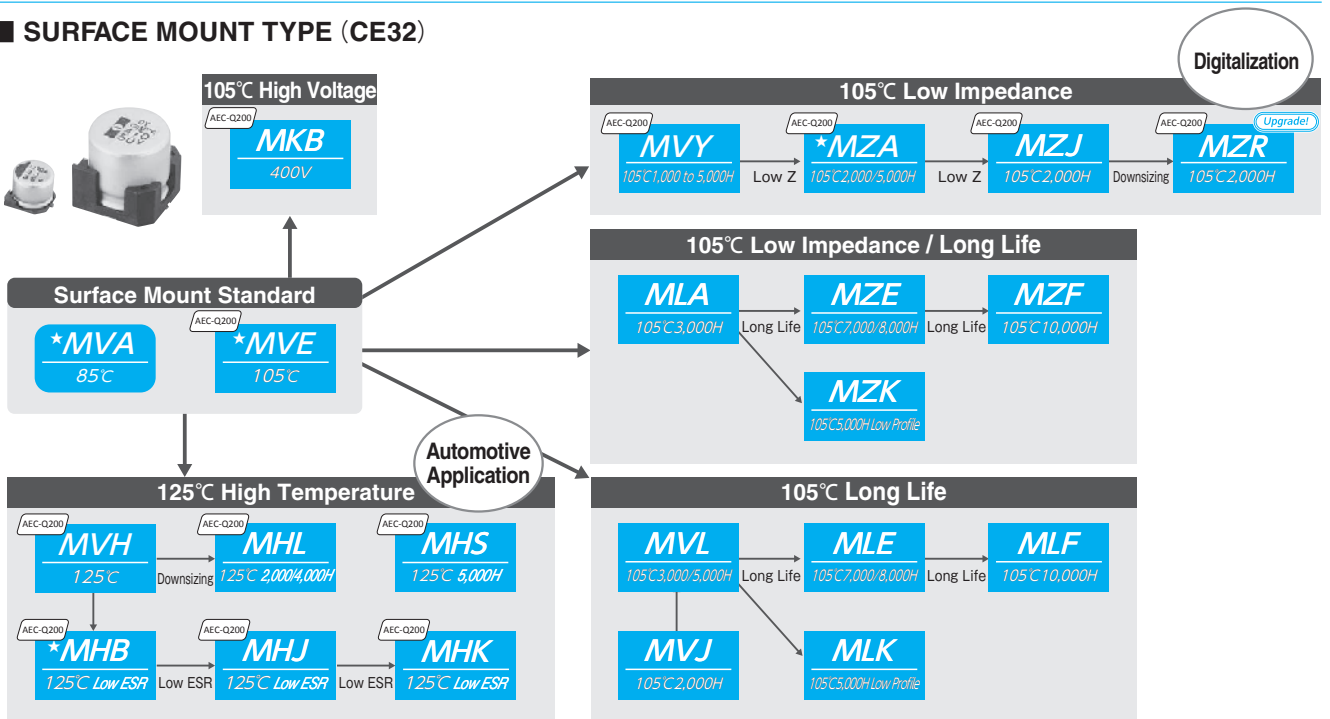 ■ SURFACE MOUNT TYPE (CE32)
Digitalization
105℃ High Voltage
AEC-Q200
MKB
400V
105℃ Low Impedance
AEC-Q200
MVY
105℃1,000 to 5,000H
Low Z
AEC-Q200
★MZA
105℃2,000/5,000H
Low Z
AEC-Q200
MZJ
105℃2,000H
Downsizing
AEC-Q200
Upgrade!
MZR
105℃2,000H
Surface Mount Standard
★MVA
85℃
AEC-Q200
★MVE
105℃
105℃ Low Impedance / Long Life
MLA
105℃3,000H
Long Life
MZE
105℃7,000/8,000H
Long Life
MZF
105℃10,000H
MZK
105℃5,000H Low Profile
Automotive
Application
125℃ High Temperature
AEC-Q200
MVH
125℃
Downsizing
AEC-Q200
MHL
125℃ 2,000/4,000H
AEC-Q200
MHS
125℃ 5,000H
AEC-Q200
★MHB
125℃ Low ESR
Low ESR
AEC-Q200
MHJ
125℃ Low ESR
Low ESR
AEC-Q200
MHK
125℃ Low ESR
105℃ Long Life
MVL
105℃3,000/5,000H
Long Life
MLE
105℃7,000/8,000H
Long Life
MLF
105℃10,000H
MVJ
105℃2,000H
MLK
105℃5,000H Low Profile